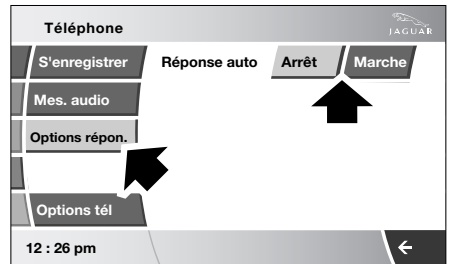 Téléphone
JAGUAR
S'enregistrer Réponse auto Arrêt Marche
Mes. audio
Options répon.
Options tél
12 : 26 pm